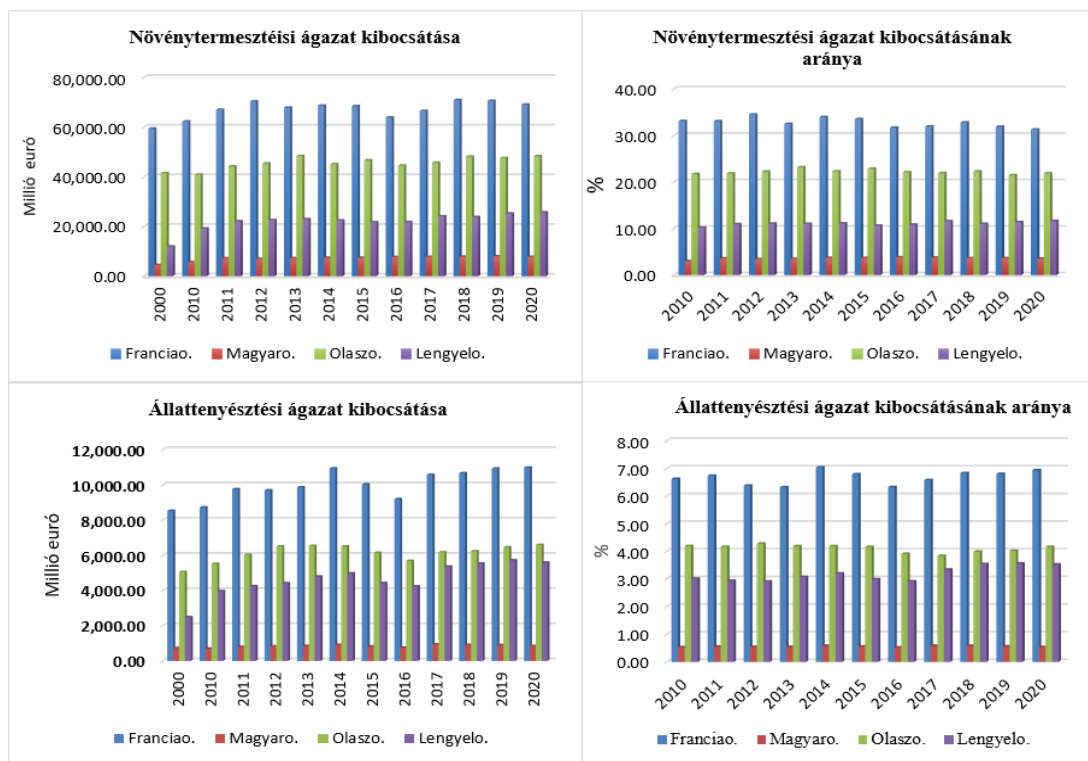 Növénytermesztéisi ágazat kibocsátása
80,000.00
60,000.00
40,000.00
20,000.00
0.00
Millió euró
2000 2010 2011 2012 2013 2014 2015 2016 2017 2018 2019 2020
Franciao. Magyaro. Olaszo. Lengyelo.
Növénytermesztési ágazat kibocsátásának
aránya
40.00
30.00
20.00
10.00
0.00
%
2010 2011 2012 2013 2014 2015 2016 2017 2018 2019 2020
Franciao. Magyaro. Olaszo. Lengyelo.
Állattenyésztési ágazat kibocsátása
12,000.00
10,000.00
8,000.00
6,000.00
4,000.00
2,000.00
0.00
Millió euró
2000 2010 2011 2012 2013 2014 2015 2016 2017 2018 2019 2020
Franciao. Magyaro. Olaszo. Lengyelo.
Állattenyésztési ágazat kibocsátásának aránya
8.00
7.00
6.00
5.00
4.00
3.00
2.00
1.00
0.00
%
2010 2011 2012 2013 2014 2015 2016 2017 2018 2019 2020
Franciao. Magyaro. Olaszo. Lengyelo.